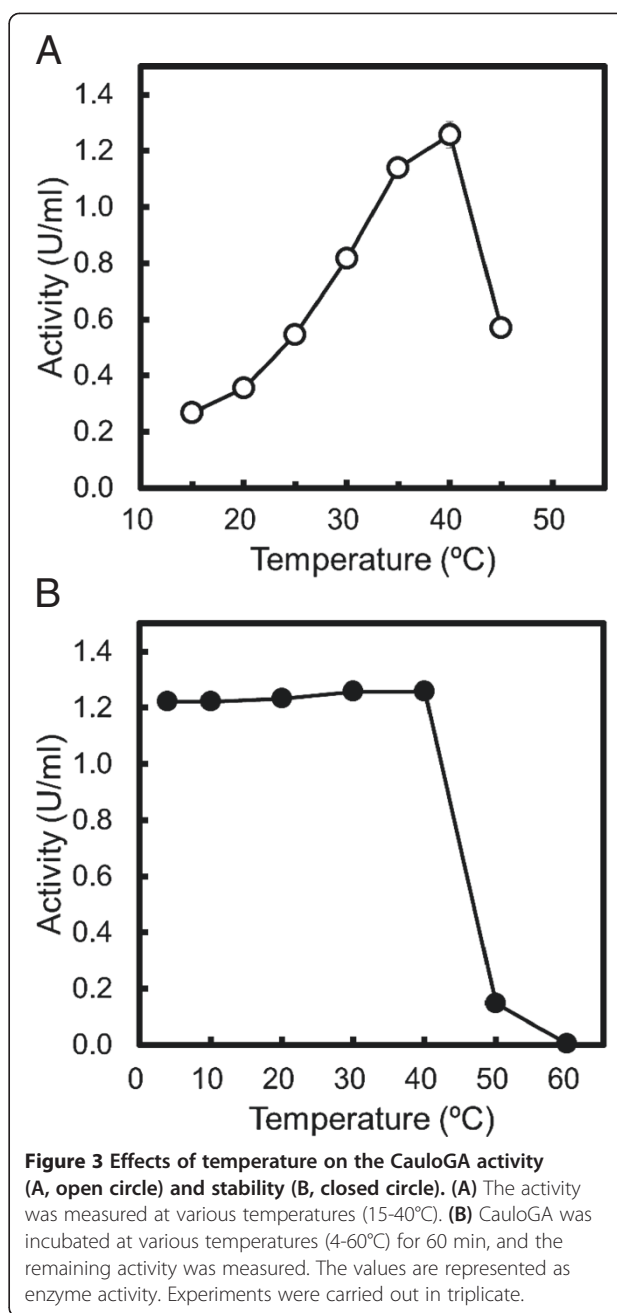 A
1.4
1.2
1.0
0.8
0.6
0.4
0.2
0.0
Activity (U/ml)
10 20 30 40 50
Temperature (ºC)
B
1.4
1.2
1.0
0.8
0.6
0.4
0.2
0.0
Activity (U/ml)
0 10 20 30 40 50 60
Temperature (ºC)
Figure 3 Effects of temperature on the CauloGA activity
(A, open circle) and stability (B, closed circle). (A) The activity
was measured at various temperatures (15-40°C). (B) CauloGA was
incubated at various temperatures (4-60°C) for 60 min, and the
remaining activity was measured. The values are represented as
enzyme activity. Experiments were carried out in triplicate.